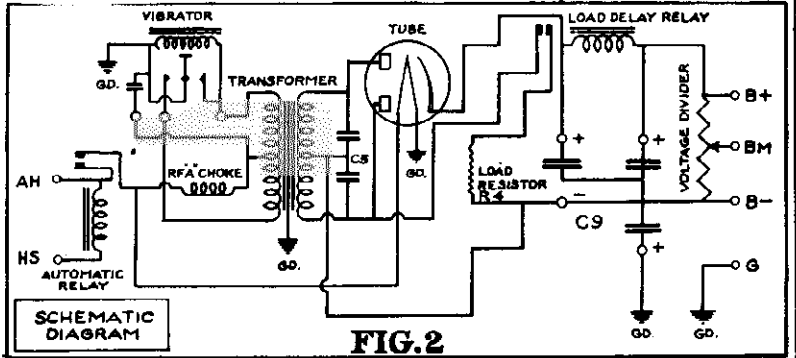 VIBRATOR
LOAD DELAY RELAY
TUBE
GD.
TRANSFORMER
VOLTAGE DIVIDER
B+
+
+
BM
C5
GD.
RFA CHOKE
LOAD
RESISTOR
R4
-
B-
AH
C9
+
HS
GD.
G
AUTOMATIC
RELAY
SCHEMATIC
DIAGRAM
GD.
GD.
FIG.2